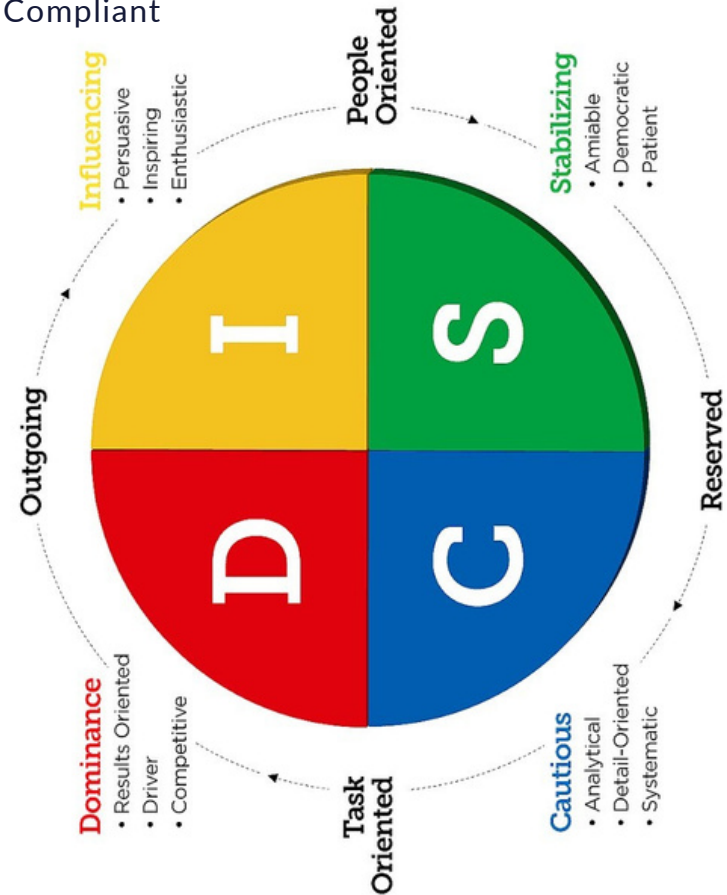 Compliant
Outgoing
Dominance
• Results Oriented
• Driver
• Competitive
D
I
Influencing
• Persuasive
• Inspiring
• Enthusiastic
Task
Oriented
People
Oriented
Cautious
• Analytical
• Detail-Oriented
• Systematic
C
S
Stabilizing
• Amiable
• Democratic
• Patient
Reserved